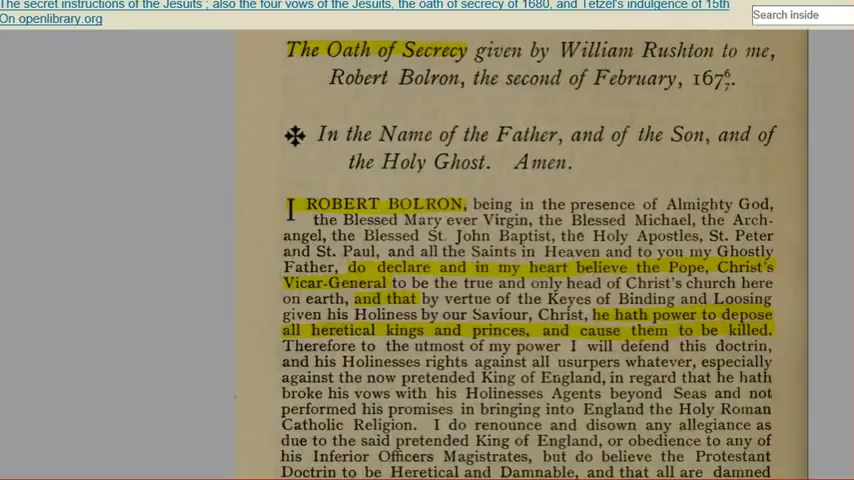 The secret instructions of the Jesuits ; also the four vows of the Jesuits, the oath of secrecy of 1680, and Tetzel's indulgence of 15th
On openlibrary.org
Search inside
The Oath of Secrecy given by William Rushton to me,
Robert Bolron, the second of February, 167 6/7.
✠ In the Name of the Father, and of the Son, and of
the Holy Ghost. Amen.
I ROBERT BOLRON, being in the presence of Almighty God,
the Blessed Mary ever Virgin, the Blessed Michael, the Arch-
angel, the Blessed St. John Baptist, the Holy Apostles, St. Peter
and St. Paul, and all the Saints in Heaven and to you my Ghostly
Father, do declare and in my heart believe the Pope, Christ's
Vicar-General to be the true and only head of Christ's church here
on earth, and that by vertue of the Keyes of Binding and Loosing
given his Holiness by our Saviour, Christ, he hath power to depose
all heretical kings and princes, and cause them to be killed.
Therefore to the utmost of my power I will defend this doctrin,
and his Holinesses rights against all usurpers whatever, especially
against the now pretended King of England, in regard that he hath
broke his vows with his Holinesses Agents beyond Seas and not
performed his promises in bringing into England the Holy Roman
Catholic Religion. I do renounce and disown any allegiance as
due to the said pretended King of England, or obedience to any of
his Inferior Officers Magistrates, but do believe the Protestant
Doctrin to be Heretical and Damnable, and that all are damned